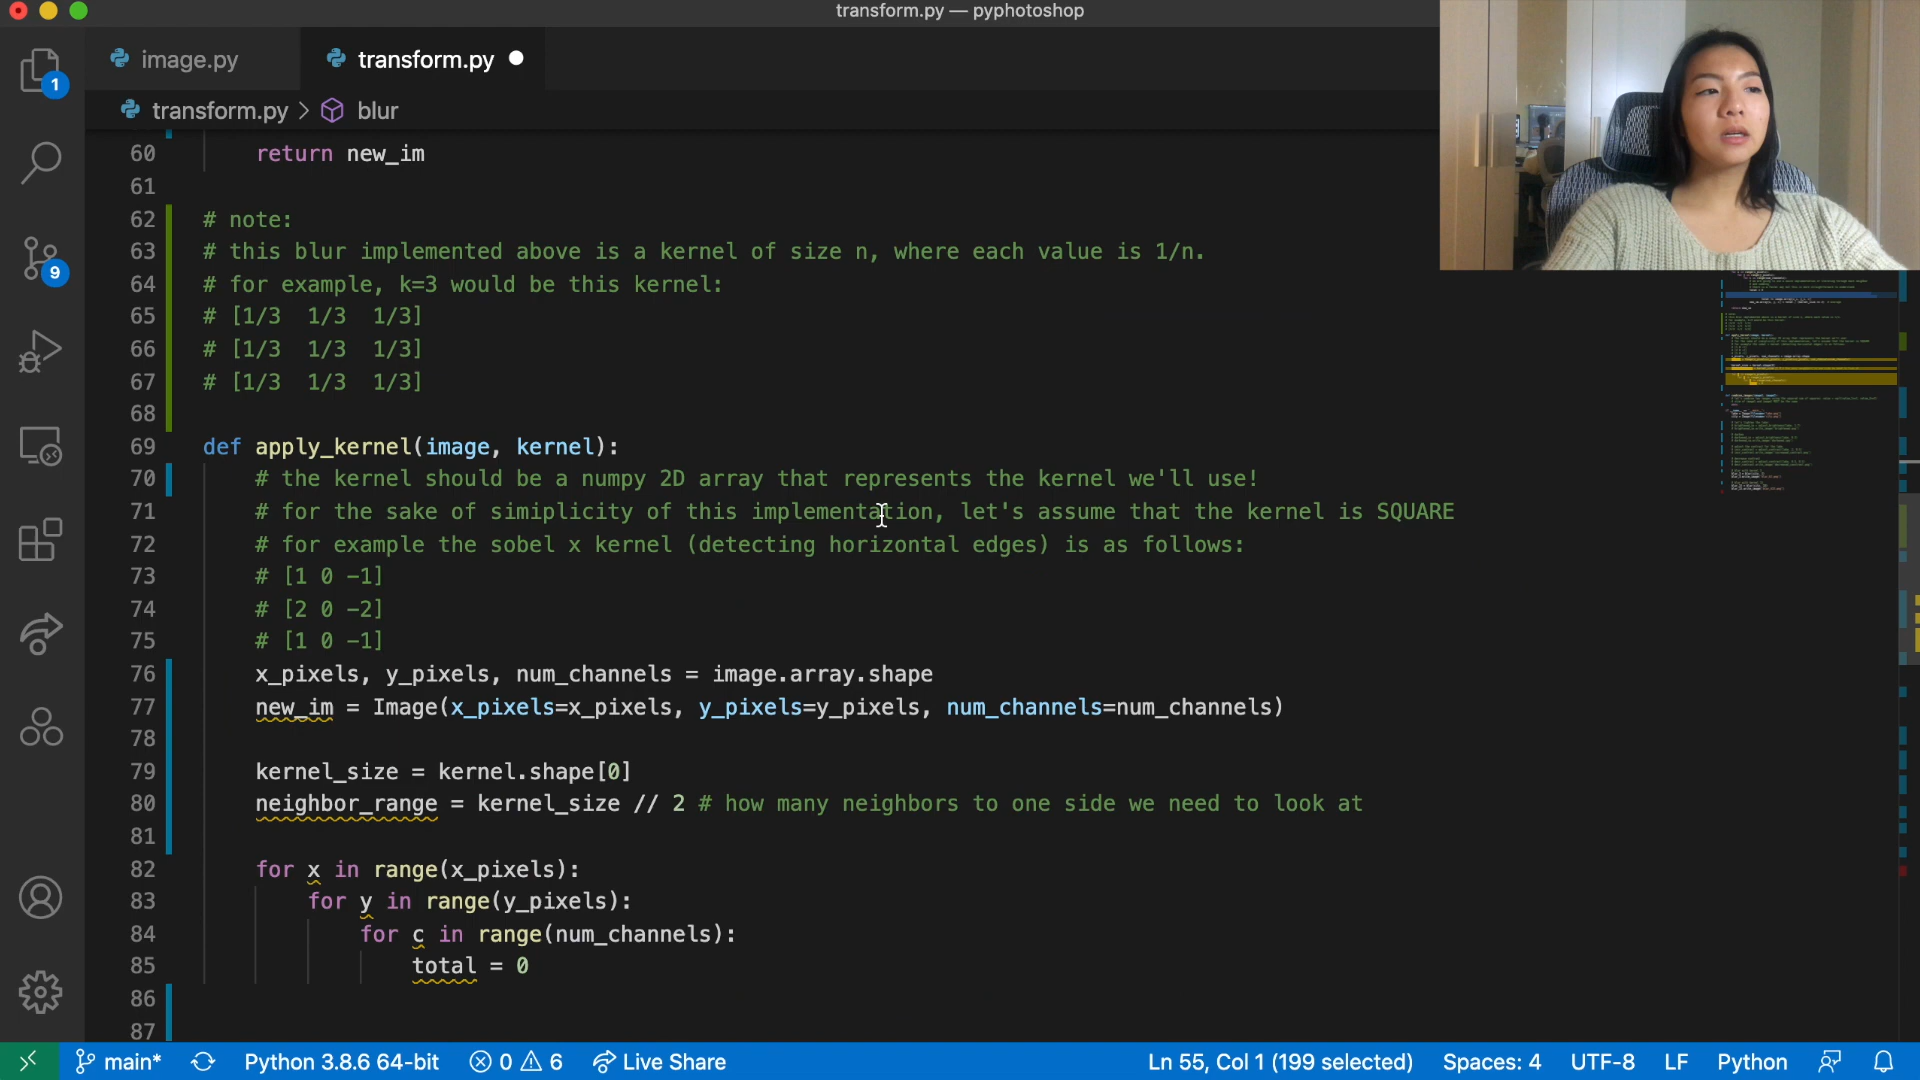 transform.py — pyphotoshop
image.py
transform.py
transform.py > blur
1
9
60 return new_im
61
62 # note:
63 # this blur implemented above is a kernel of size n, where each value is 1/n.
64 # for example, k=3 would be this kernel:
65 # [1/3 1/3 1/3]
66 # [1/3 1/3 1/3]
67 # [1/3 1/3 1/3]
68
69 def apply_kernel(image, kernel):
70 # the kernel should be a numpy 2D array that represents the kernel we'll use!
71 # for the sake of simiplicity of this implementation, let's assume that the kernel is SQUARE
72 # for example the sobel x kernel (detecting horizontal edges) is as follows:
73 # [1 0 -1]
74 # [2 0 -2]
75 # [1 0 -1]
76 x_pixels, y_pixels, num_channels = image.array.shape
77 new_im = Image(x_pixels=x_pixels, y_pixels=y_pixels, num_channels=num_channels)
78
79 kernel_size = kernel.shape[0]
80 neighbor_range = kernel_size // 2 # how many neighbors to one side we need to look at
81
82 for x in range(x_pixels):
83 for y in range(y_pixels):
84 for c in range(num_channels):
85 total = 0
86
87
main* Python 3.8.6 64-bit 0 6 Live Share Ln 55, Col 1 (199 selected) Spaces: 4 UTF-8 LF Python